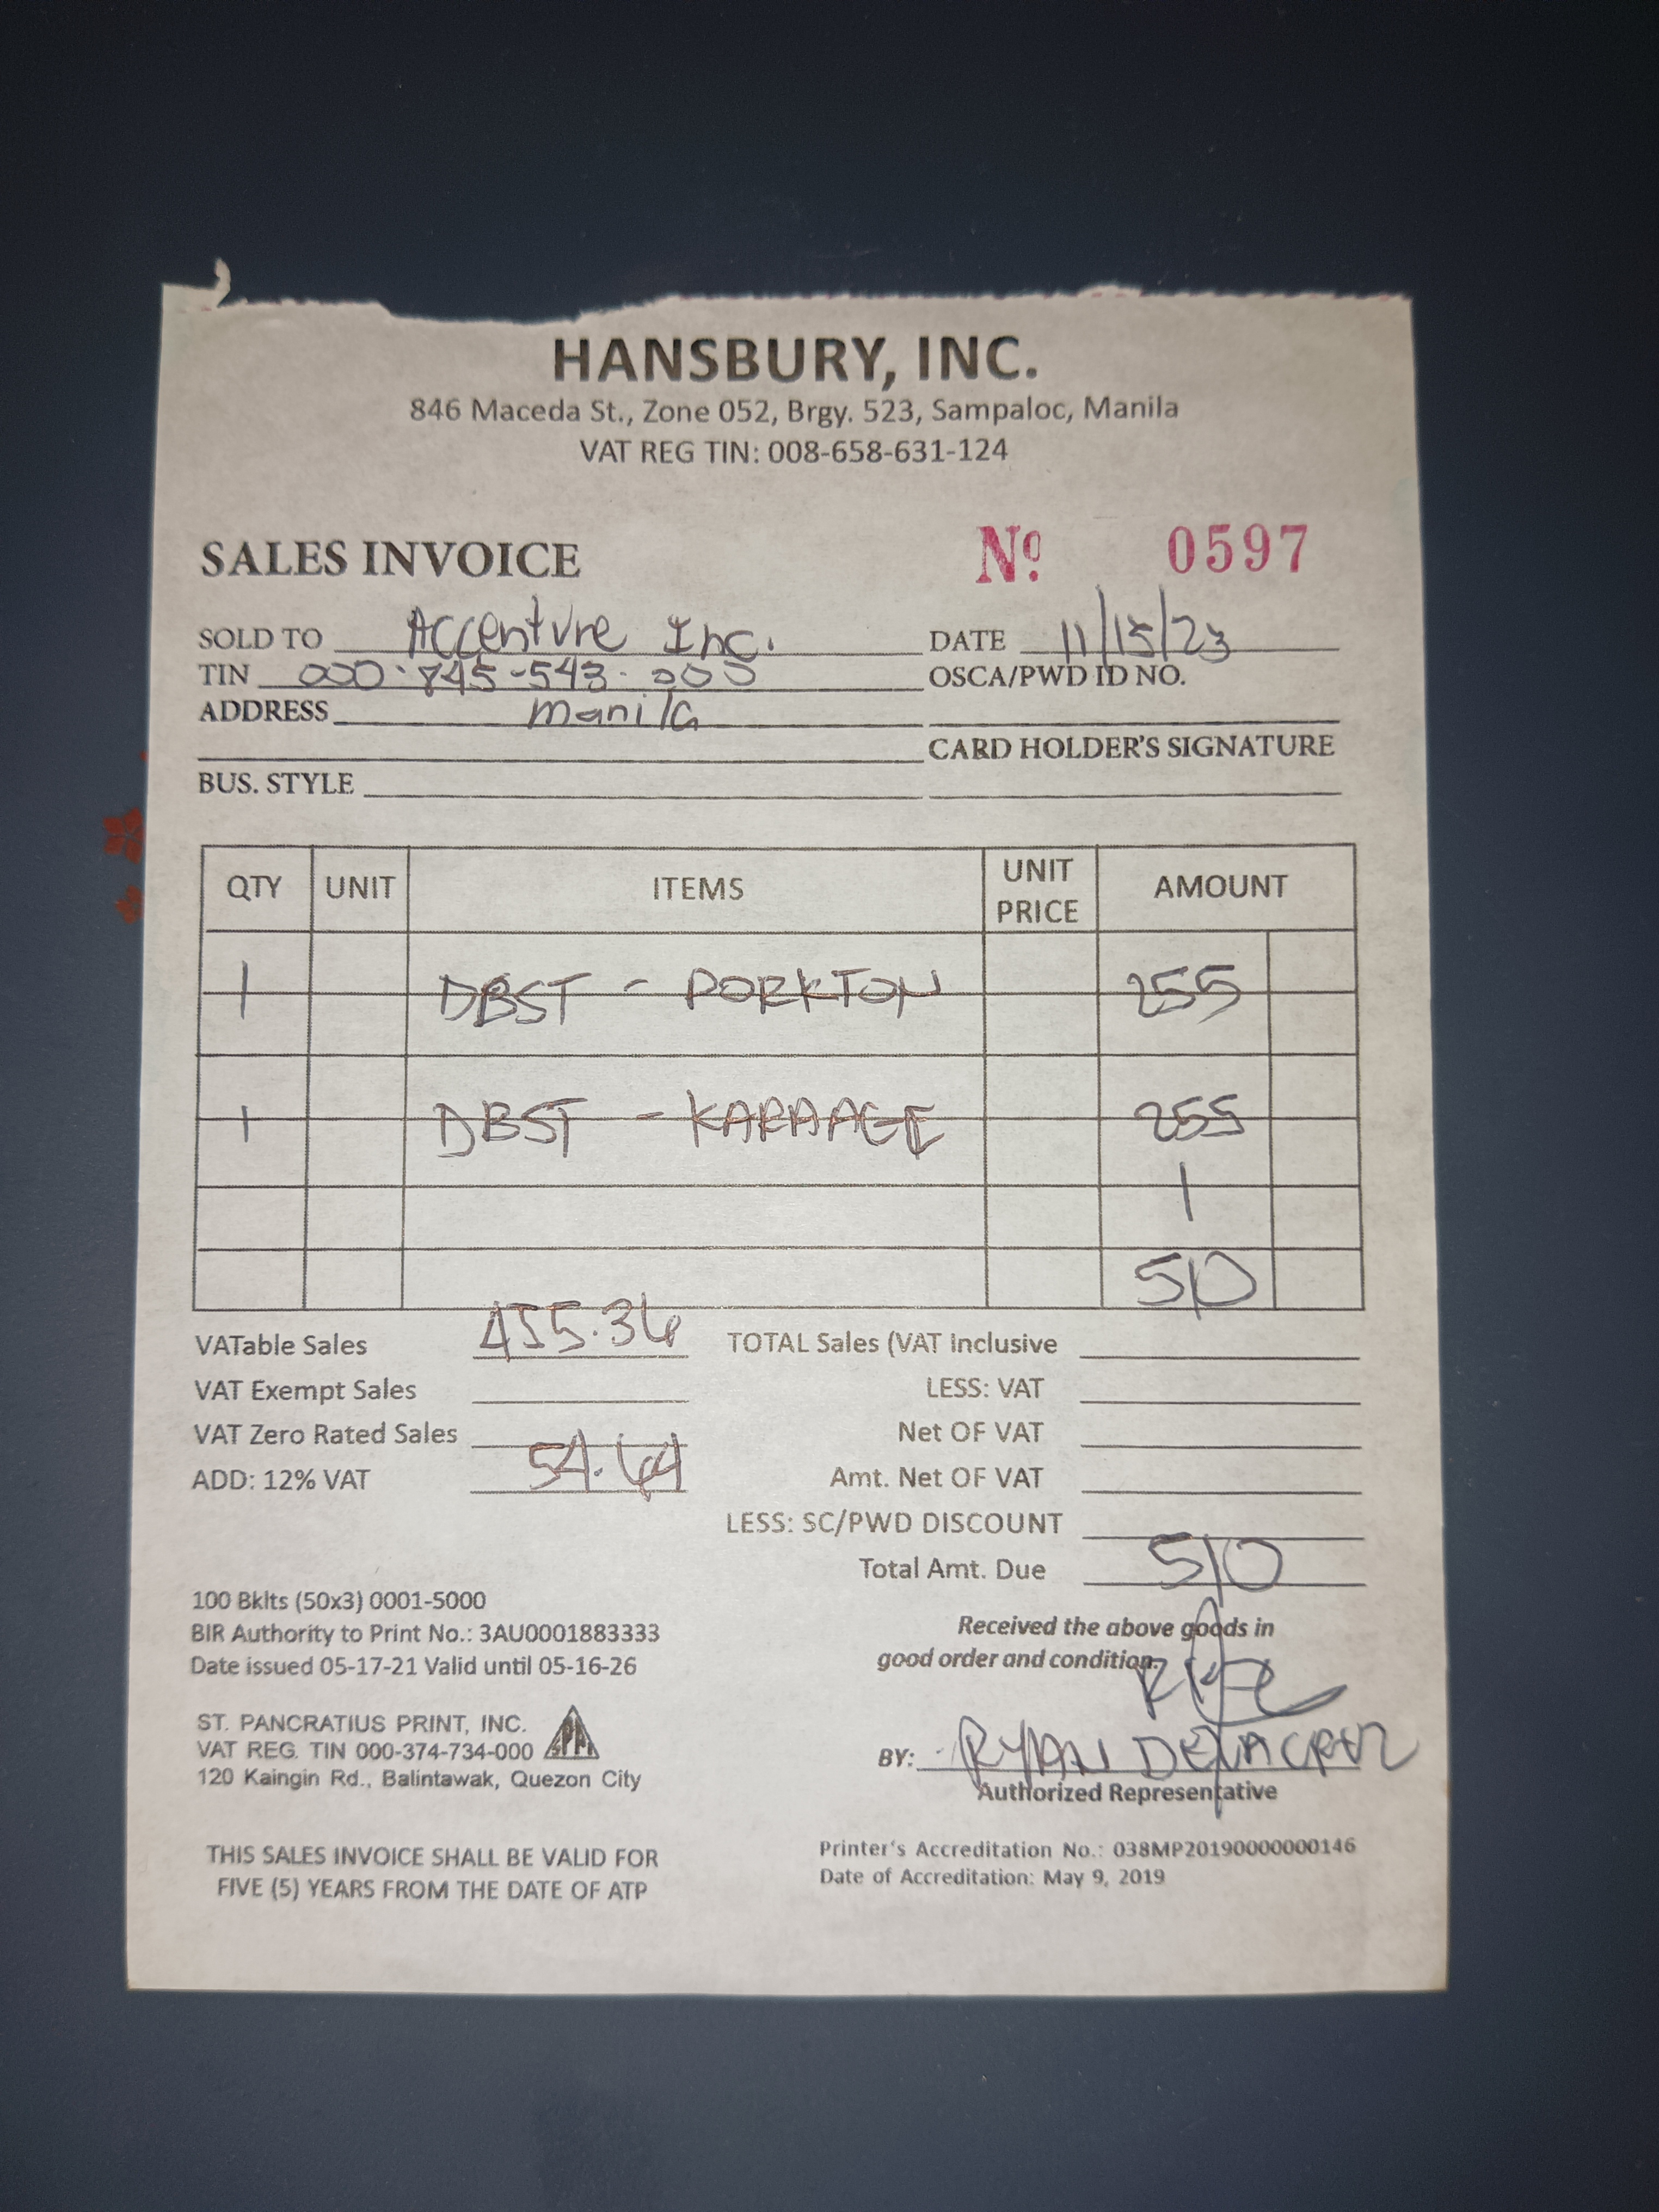 HANSBURY, INC.
846 Maceda St., Zone 052, Brgy. 523, Sampaloc, Manila
VAT REG TIN: 008-658-631-124
SALES INVOICE Nº 0597
SOLD TO Accenture Inc. DATE 11/15/23
TIN 000-845-543-000 OSCA/PWD ID NO.
ADDRESS Manila
CARD HOLDER'S SIGNATURE
BUS. STYLE
QTY UNIT ITEMS UNIT PRICE AMOUNT
1 DBST - PORKTON 255
1 DBST - KARAAGE 255
510
VATable Sales 455.36 TOTAL Sales (VAT Inclusive
VAT Exempt Sales LESS: VAT
VAT Zero Rated Sales Net OF VAT
ADD: 12% VAT 54.64 Amt. Net OF VAT
LESS: SC/PWD DISCOUNT
Total Amt. Due 510
100 Bklts (50x3) 0001-5000
BIR Authority to Print No.: 3AU0001883333
Date issued 05-17-21 Valid until 05-16-26
Received the above goods in
good order and condition.
ST. PANCRATIUS PRINT, INC. SPPI
VAT REG. TIN 000-374-734-000
120 Kaingin Rd., Balintawak, Quezon City
BY: RYAN DELACRUZ
Authorized Representative
THIS SALES INVOICE SHALL BE VALID FOR
FIVE (5) YEARS FROM THE DATE OF ATP
Printer's Accreditation No.: 038MP20190000000146
Date of Accreditation: May 9, 2019